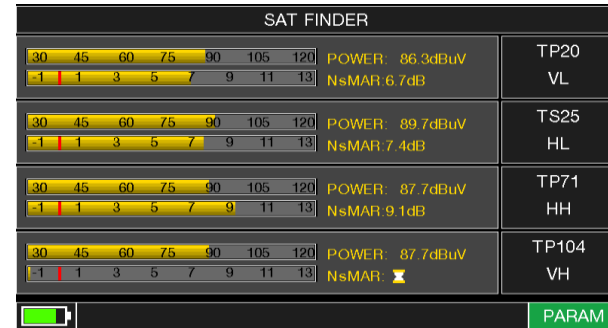 SAT FINDER
30 45 60 75 90 105 120 POWER: 86.3dBuV TP20
-1 1 3 5 7 9 11 13 NsMAR:6.7dB VL
30 45 60 75 90 105 120 POWER: 89.7dBuV TS25
-1 1 3 5 7 9 11 13 NsMAR:7.4dB HL
30 45 60 75 90 105 120 POWER: 87.7dBuV TP71
-1 1 3 5 7 9 11 13 NsMAR:9.1dB HH
30 45 60 75 90 105 120 POWER: 87.7dBuV TP104
-1 1 3 5 7 9 11 13 NsMAR: VH
PARAM